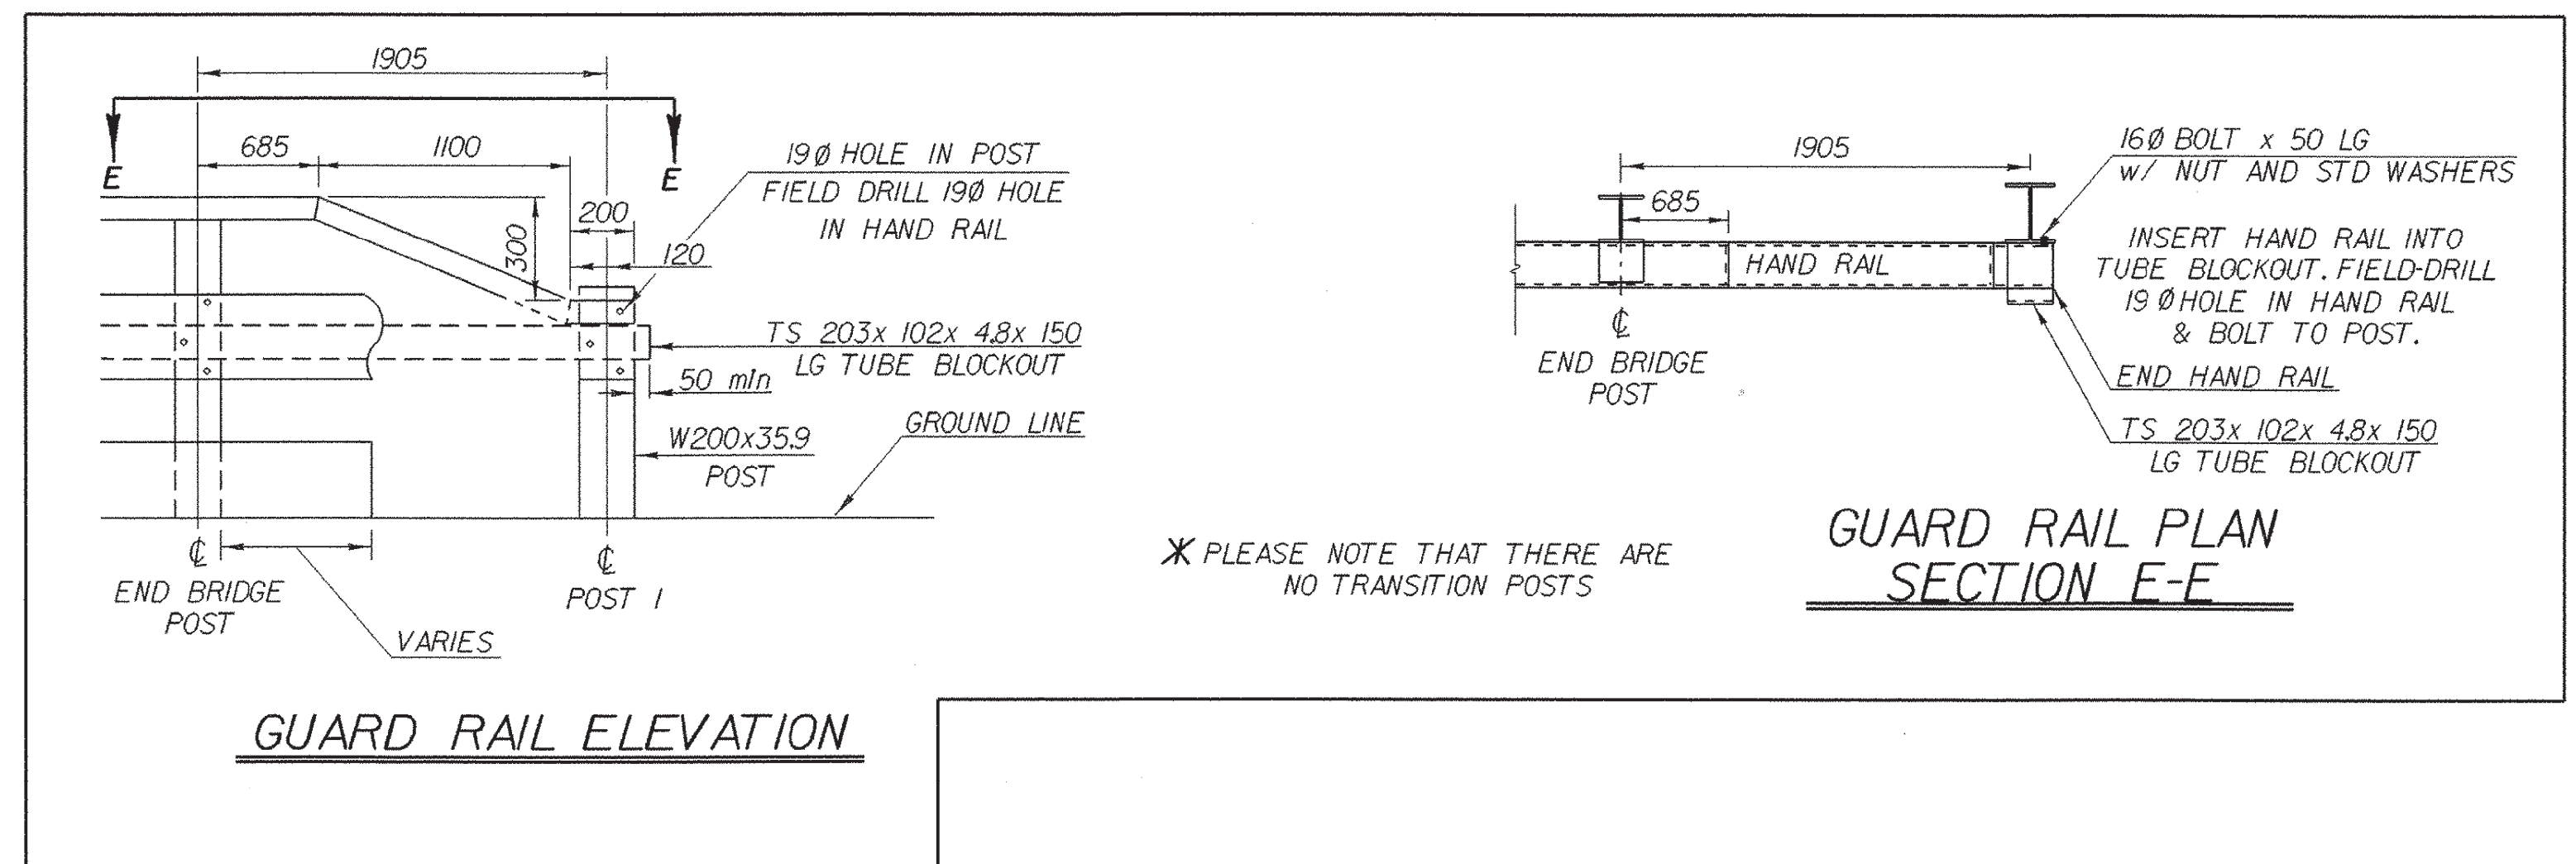 1905
E
685
1100
E
300
200
120
19Ø HOLE IN POST
FIELD DRILL 19Ø HOLE
IN HAND RAIL
TS 203x 102x 4.8x 150
LG TUBE BLOCKOUT
50 min
W200x35.9
POST
GROUND LINE
℄
END BRIDGE
POST
℄
POST 1
VARIES
GUARD RAIL ELEVATION
✶ PLEASE NOTE THAT THERE ARE
NO TRANSITION POSTS
1905
685
HAND RAIL
℄
END BRIDGE
POST
16Ø BOLT x 50 LG
w/ NUT AND STD WASHERS
INSERT HAND RAIL INTO
TUBE BLOCKOUT. FIELD-DRILL
19 Ø HOLE IN HAND RAIL
& BOLT TO POST.
END HAND RAIL
TS 203x 102x 4.8x 150
LG TUBE BLOCKOUT
GUARD RAIL PLAN
SECTION E-E